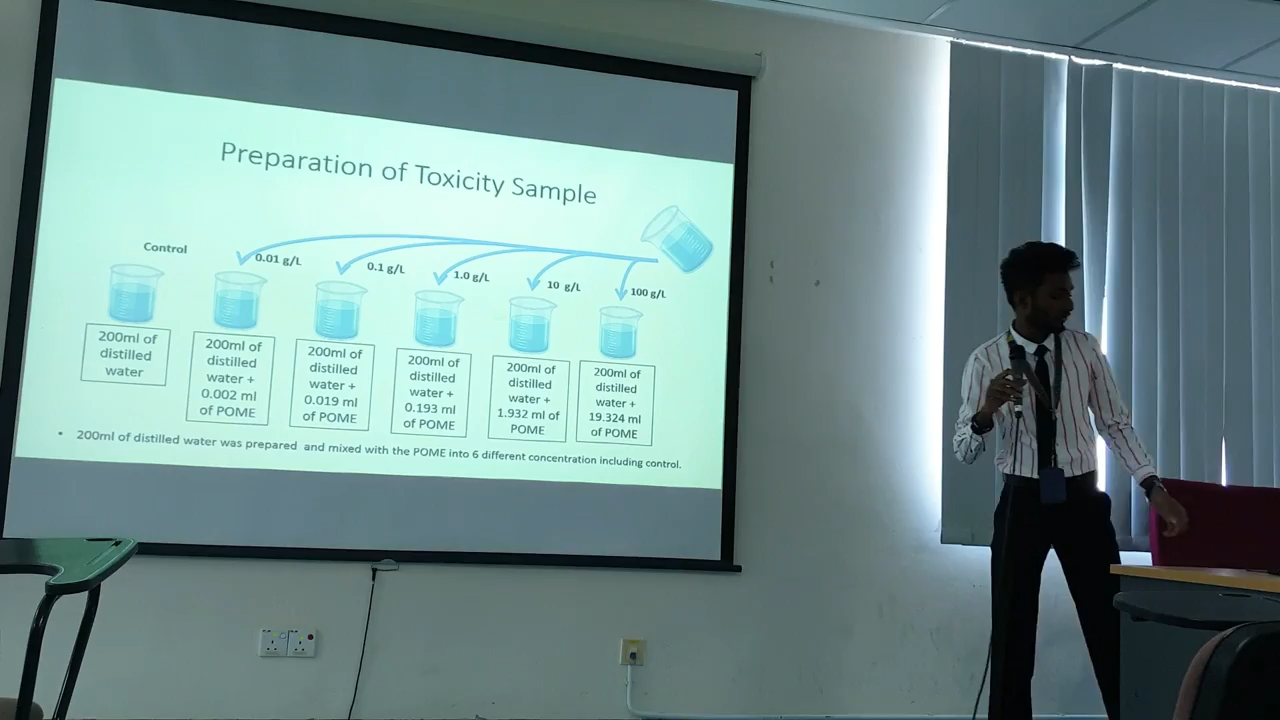 Preparation of Toxicity Sample
Control
0.01 g/L
0.1 g/L
1.0 g/L
10 g/L
100 g/L
200ml of
distilled
water
200ml of
distilled
water +
0.002 ml
of POME
200ml of
distilled
water +
0.019 ml
of POME
200ml of
distilled
water +
0.193 ml
of POME
200ml of
distilled
water +
1.932 ml of
POME
200ml of
distilled
water +
19.324 ml
of POME
• 200ml of distilled water was prepared and mixed with the POME into 6 different concentration including control.